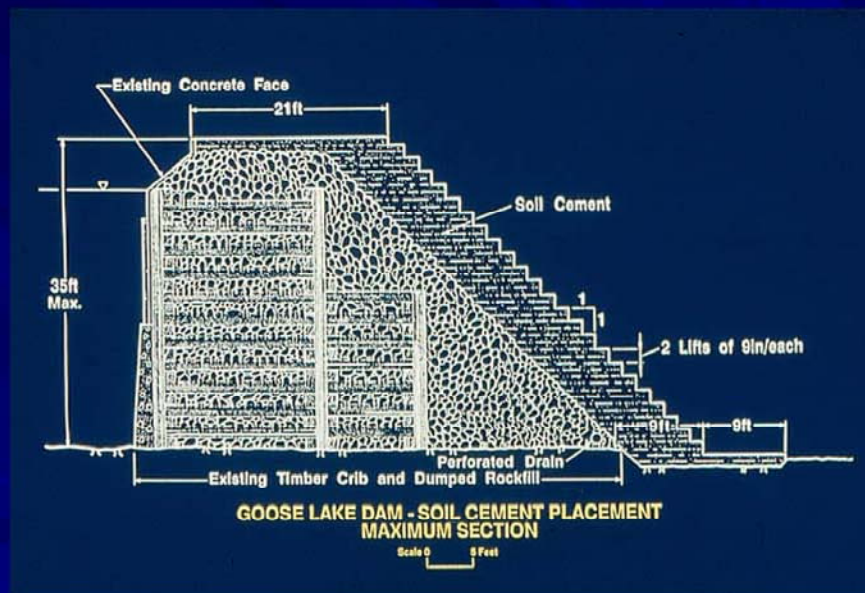 Existing Concrete Face
21ft
Soil Cement
35ft
Max.
1
1
2 Lifts of 9in/each
9ft
9ft
Perforated Drain
Existing Timber Crib and Dumped Rockfill
GOOSE LAKE DAM - SOIL CEMENT PLACEMENT
MAXIMUM SECTION
Scale 0 5 Feet